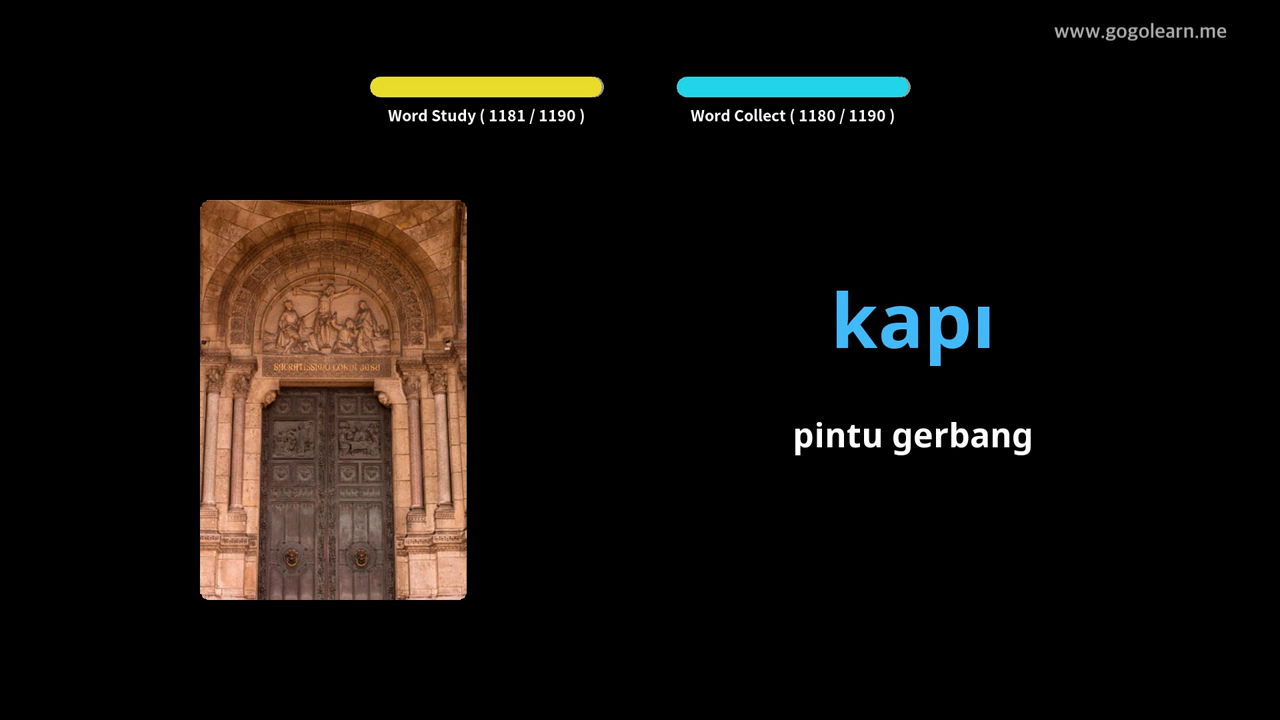 www.gogolearn.me
Word Study ( 1181 / 1190 )
Word Collect ( 1180 / 1190 )
kapı
pintu gerbang